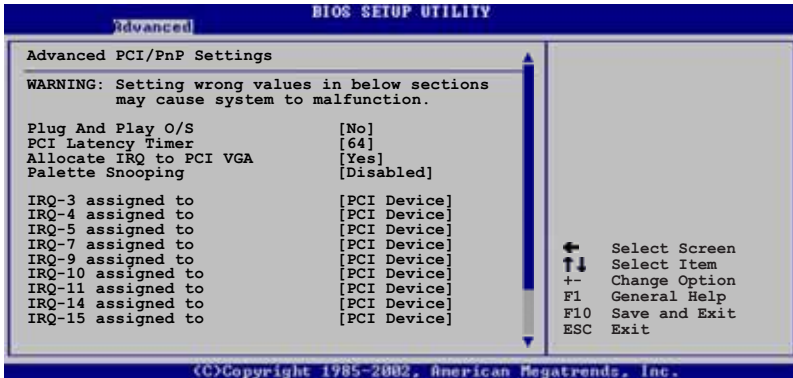 BIOS SETUP UTILITY
Advanced
Advanced PCI/PnP Settings
WARNING: Setting wrong values in below sections
may cause system to malfunction.
Plug And Play O/S [No]
PCI Latency Timer [64]
Allocate IRQ to PCI VGA [Yes]
Palette Snooping [Disabled]
IRQ-3 assigned to [PCI Device]
IRQ-4 assigned to [PCI Device]
IRQ-5 assigned to [PCI Device]
IRQ-7 assigned to [PCI Device]
IRQ-9 assigned to [PCI Device]
IRQ-10 assigned to [PCI Device]
IRQ-11 assigned to [PCI Device]
IRQ-14 assigned to [PCI Device]
IRQ-15 assigned to [PCI Device]
← Select Screen
↑↓ Select Item
+- Change Option
F1 General Help
F10 Save and Exit
ESC Exit
(C)Copyright 1985-2002, American Megatrends, Inc.